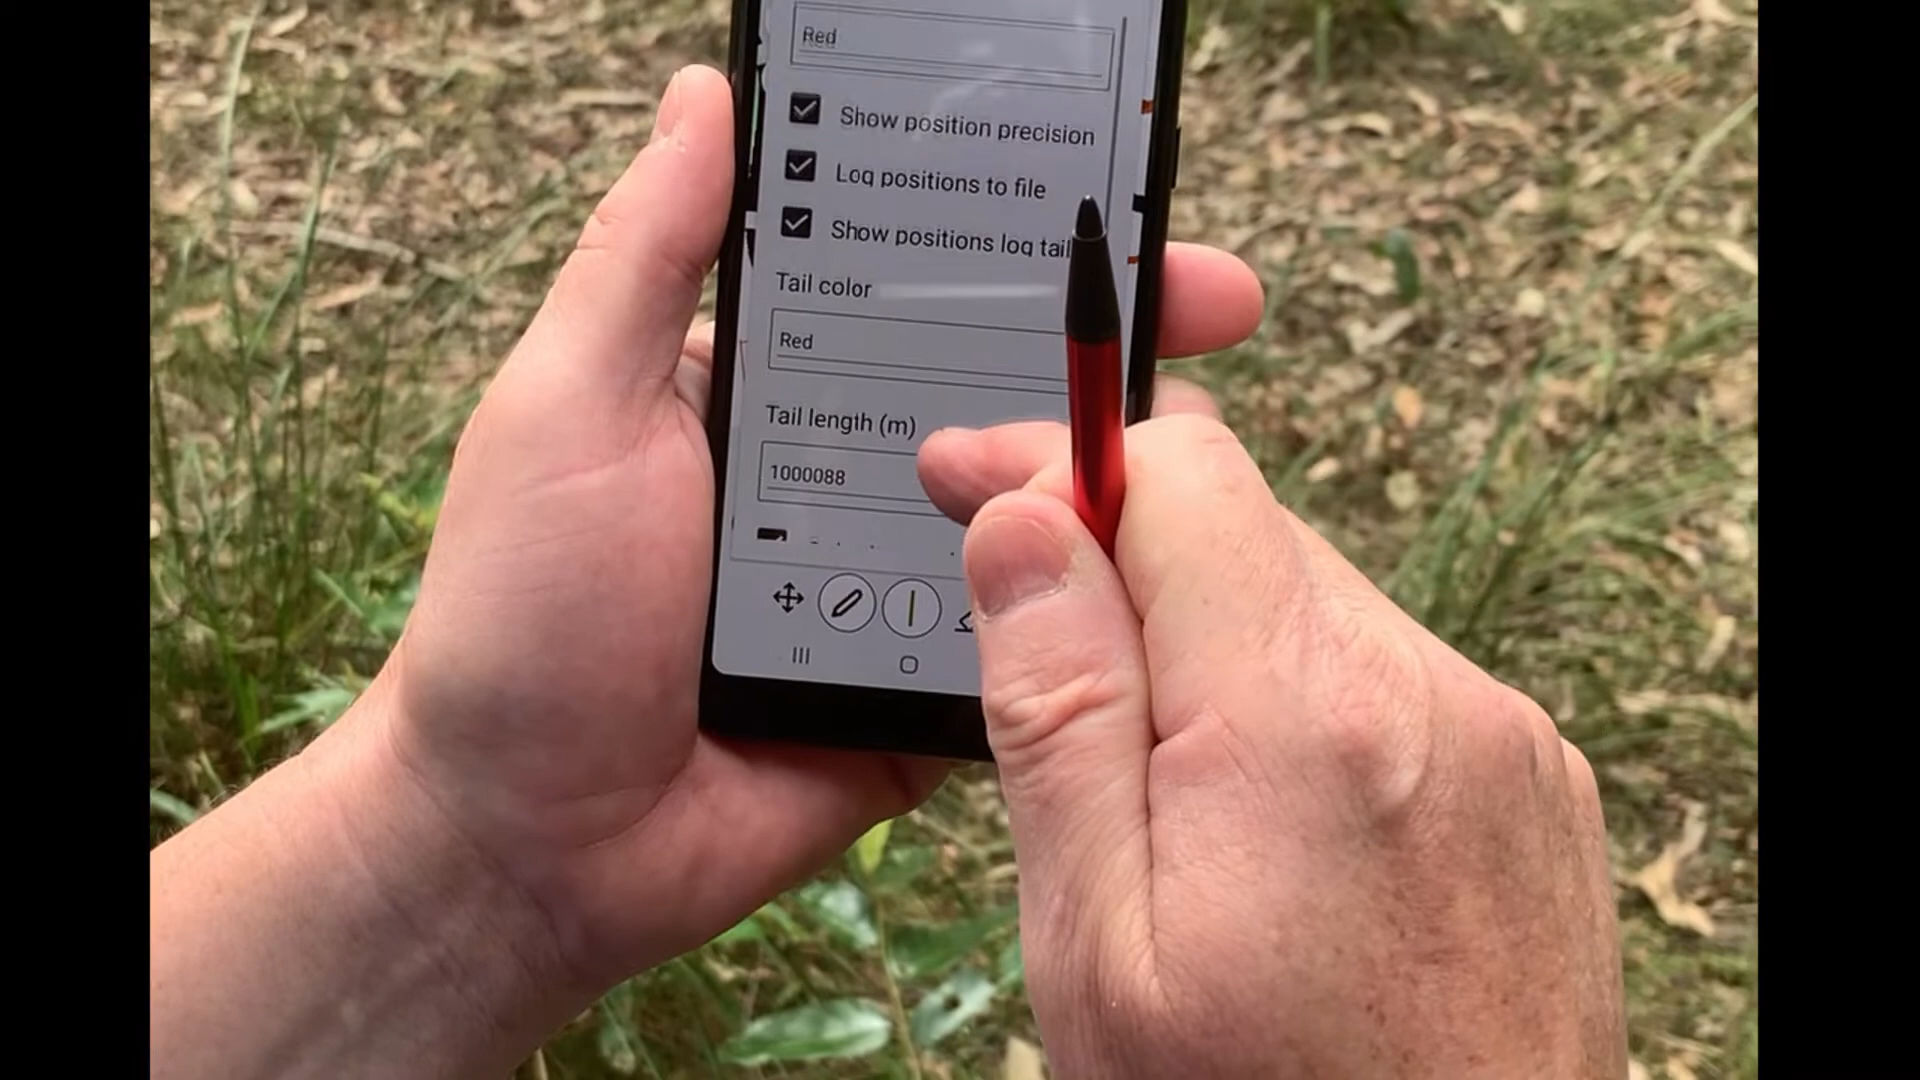 Red
Show position precision
Log positions to file
Show positions log tail
Tail color
Red
Tail length (m)
1000088